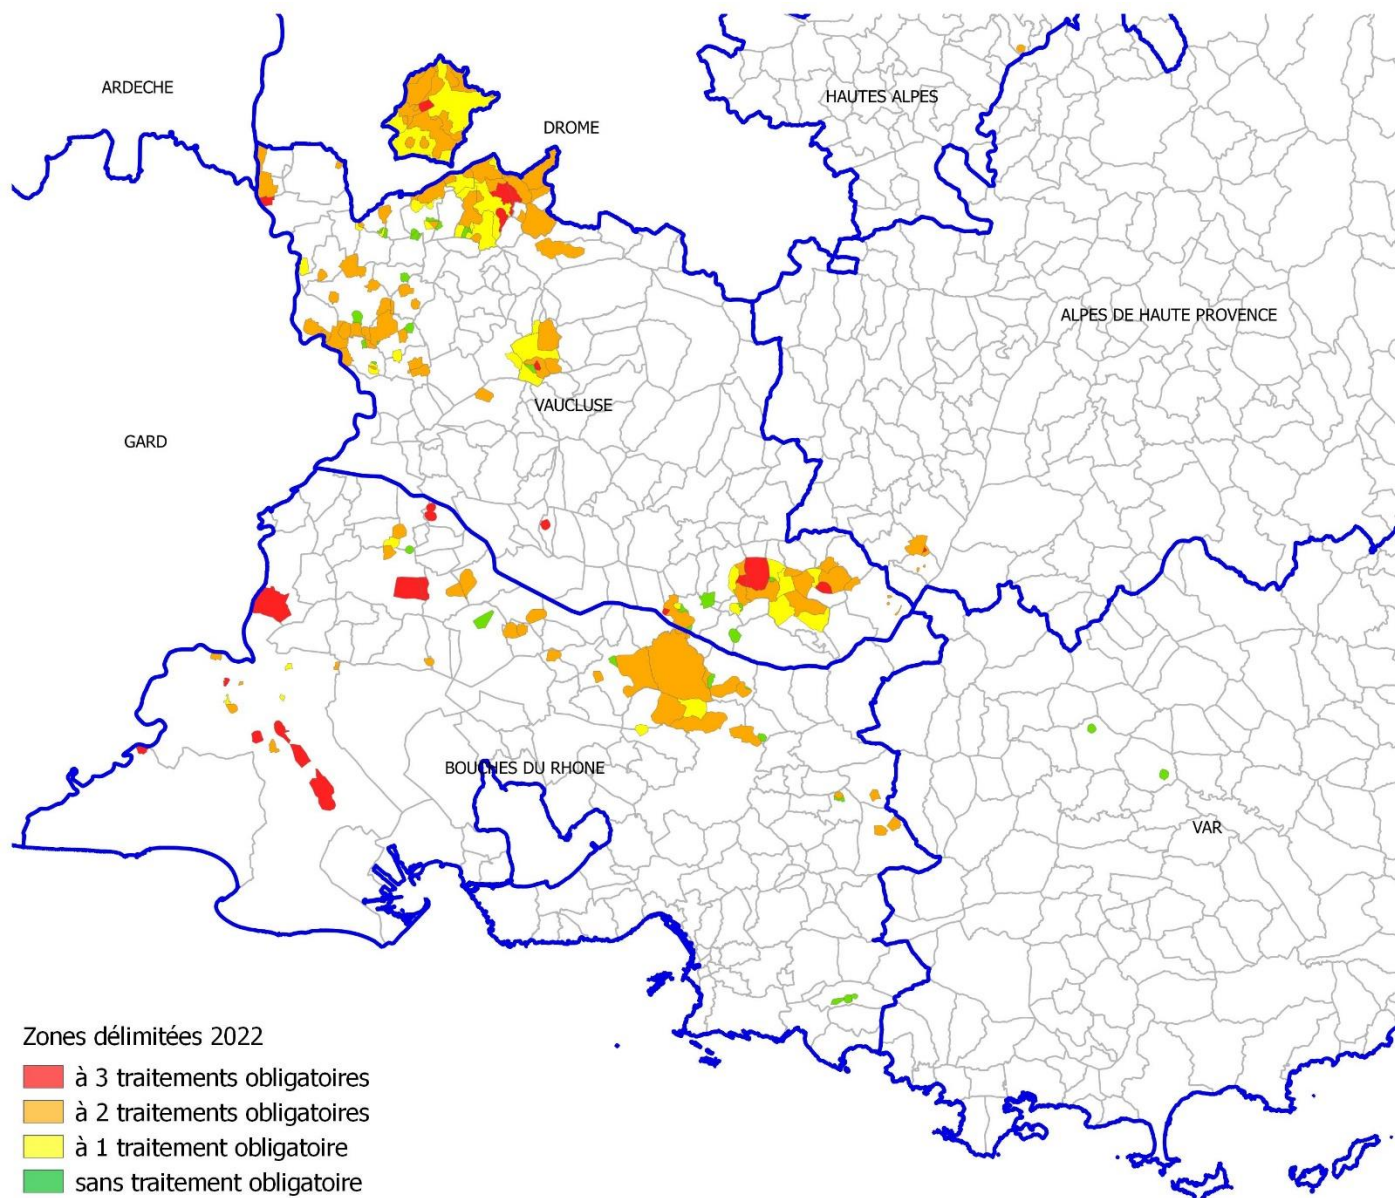 ARDECHE
HAUTES ALPES
DROME
ALPES DE HAUTE PROVENCE
VAUCLUSE
GARD
BOUCHES DU RHONE
VAR
Zones délimitées 2022
à 3 traitements obligatoires
à 2 traitements obligatoires
à 1 traitement obligatoire
sans traitement obligatoire